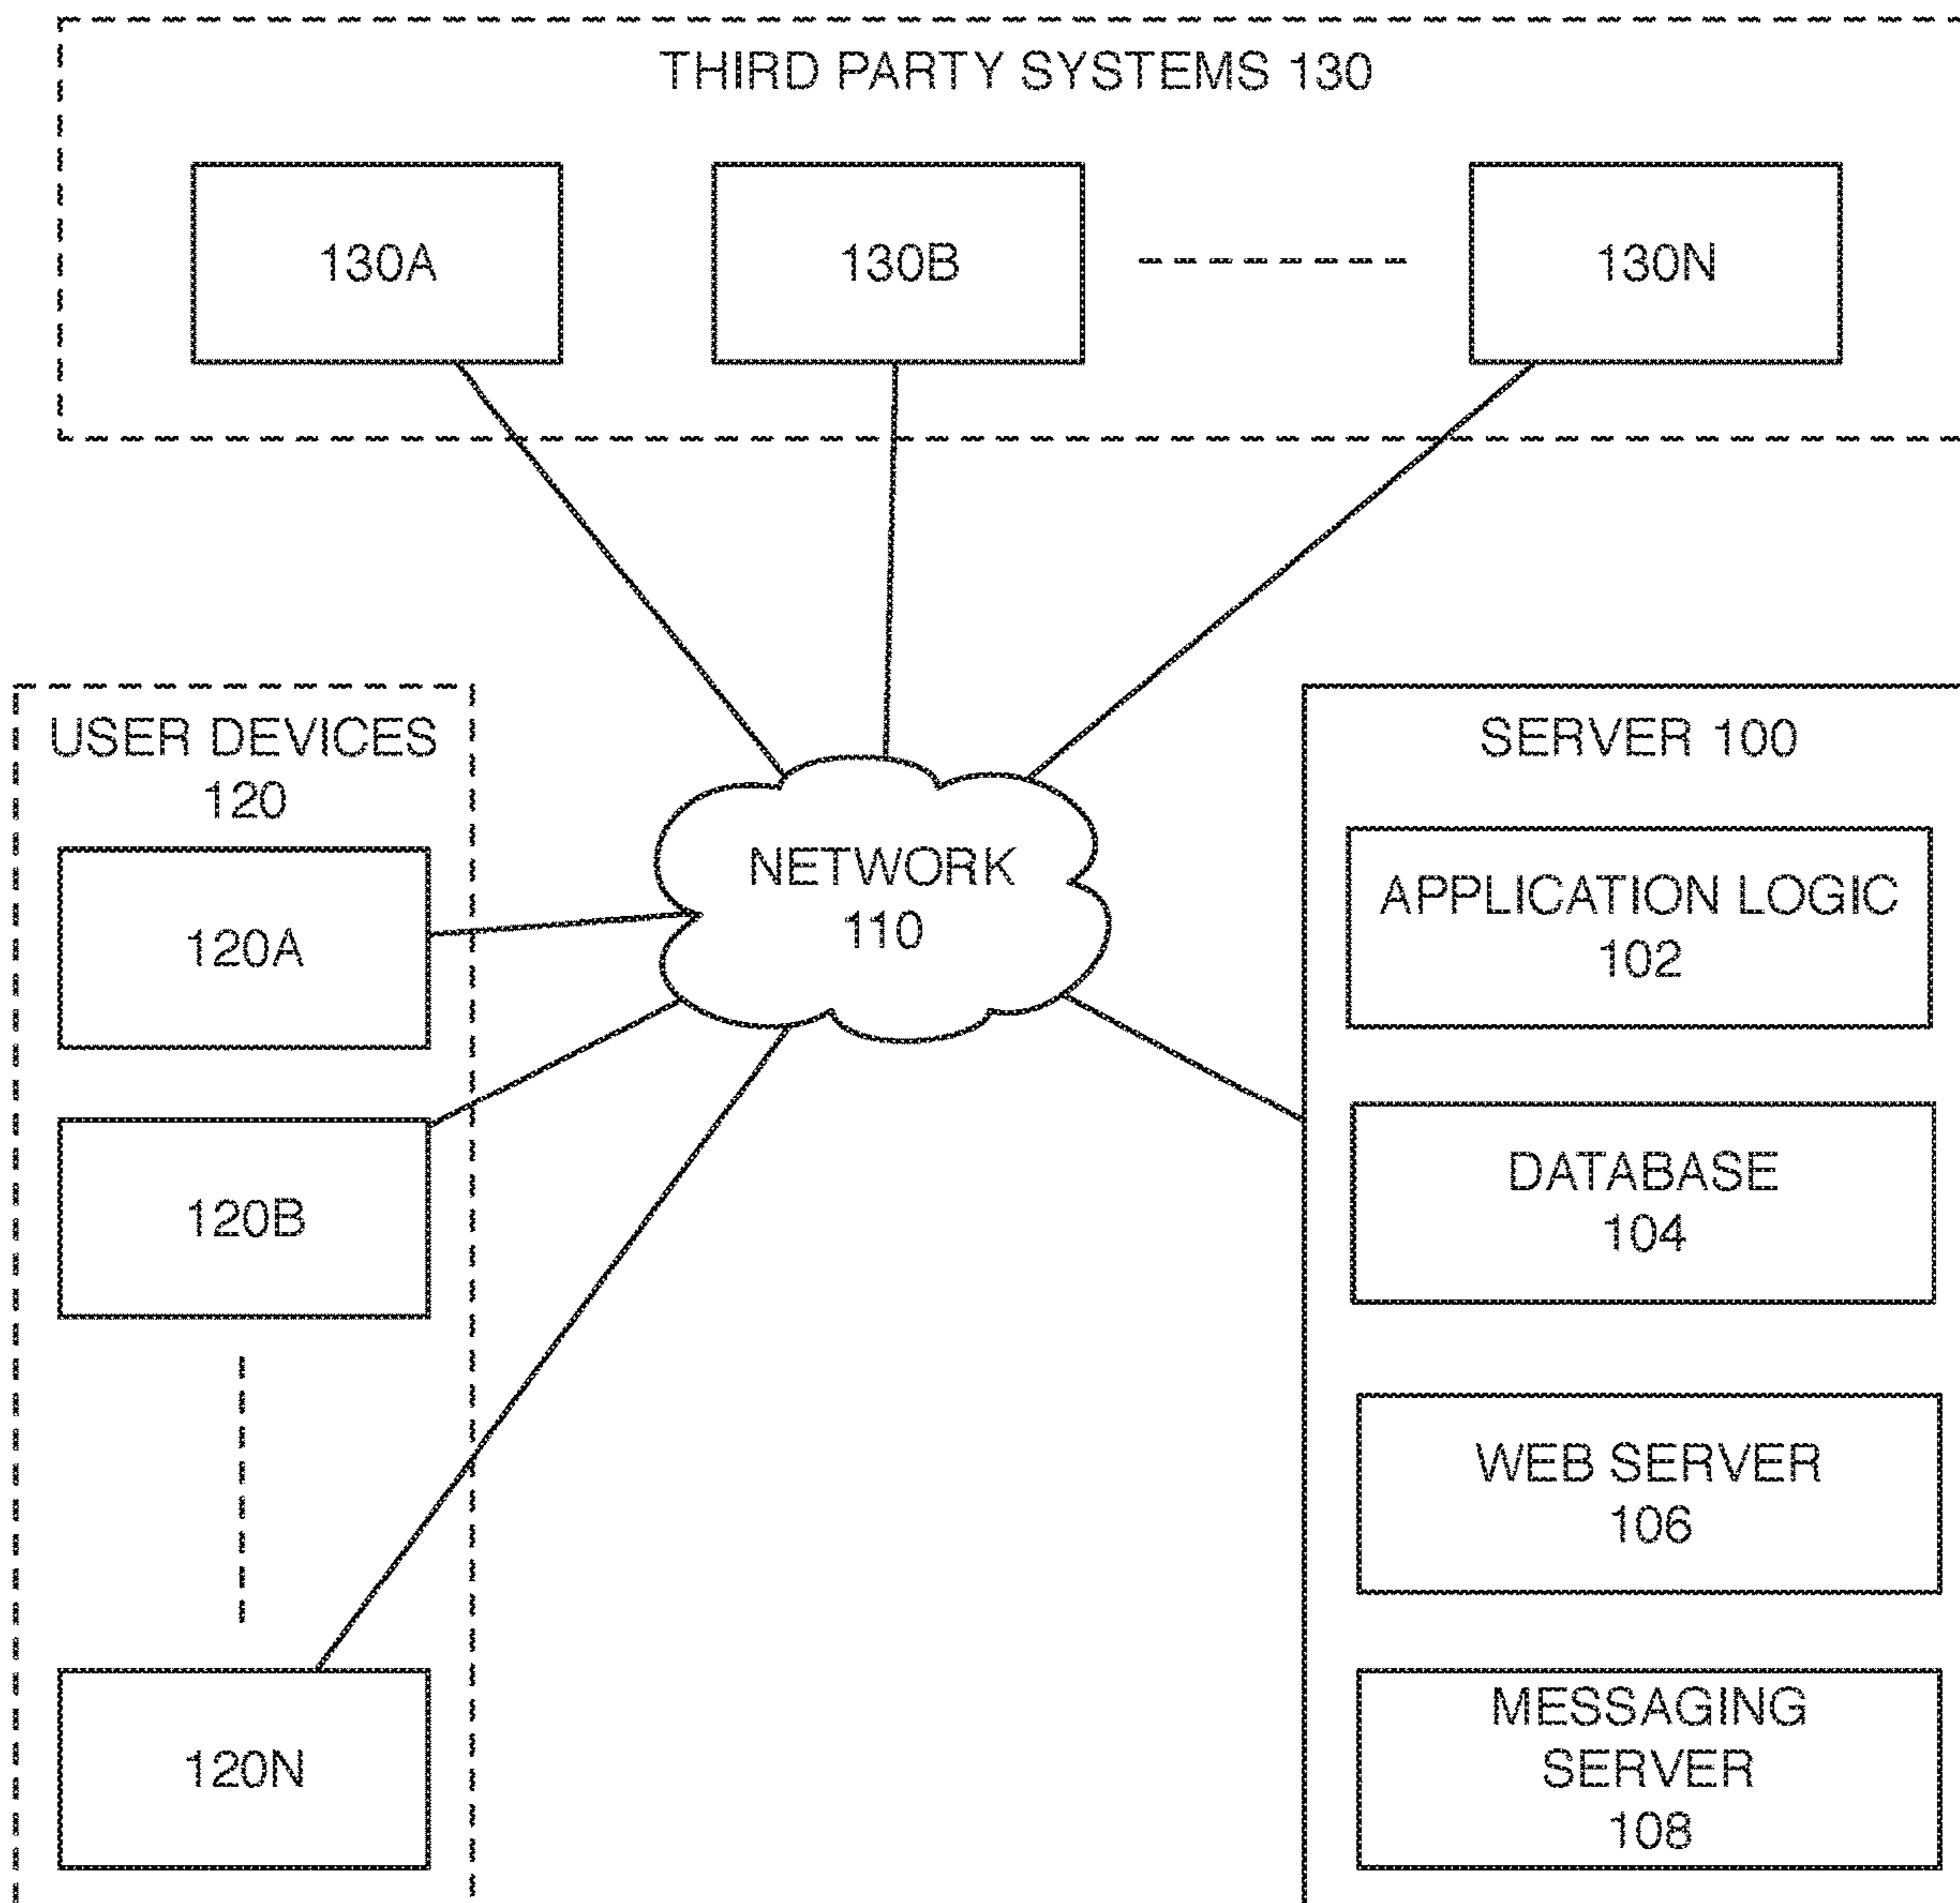 THIRD PARTY SYSTEMS 130
130A
130B
130N
USER DEVICES
120
120A
120B
120N
NETWORK
110
SERVER 100
APPLICATION LOGIC
102
DATABASE
104
WEB SERVER
106
MESSAGING
SERVER
108